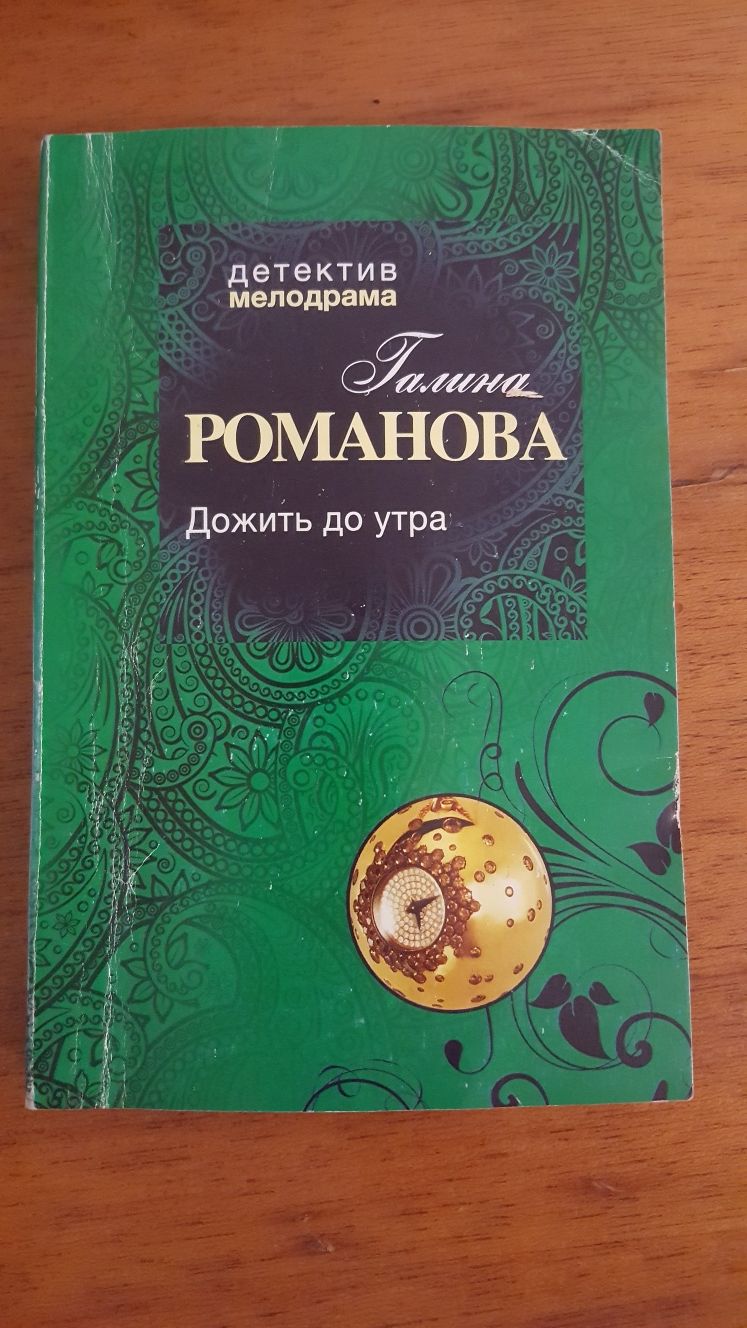 детектив
мелодрама
Галина
РОМАНОВА
Дожить до утра